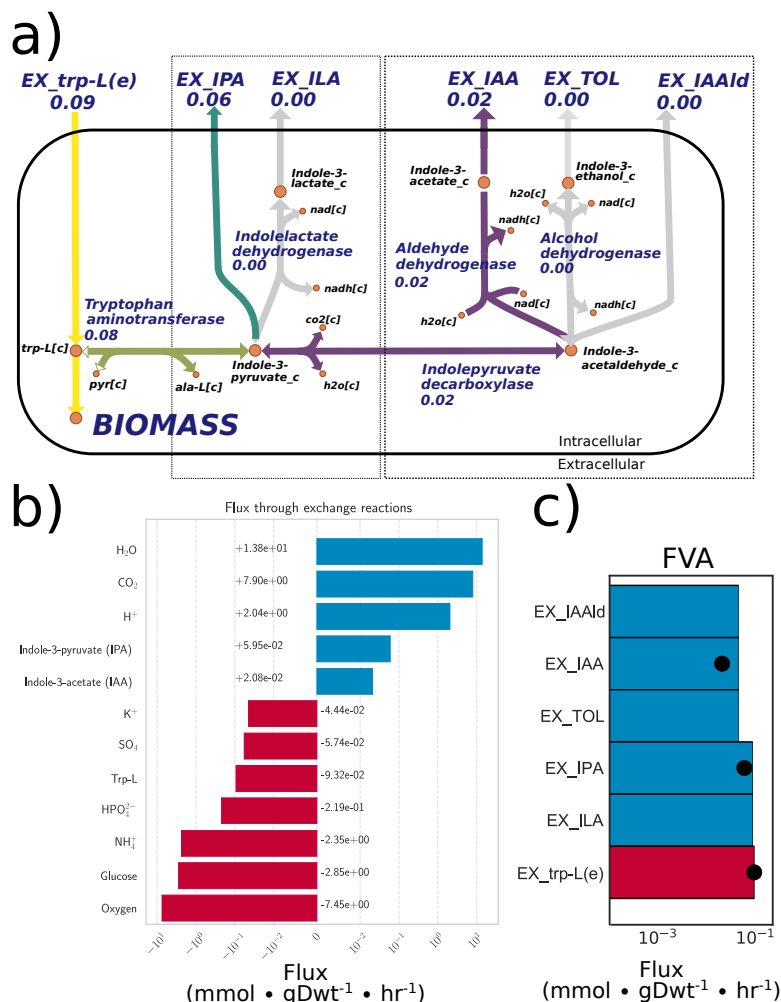 a)
EX_trp-L(e)
0.09
EX_IPA
0.06
EX_ILA
0.00
EX_IAA
0.02
EX_TOL
0.00
EX_IAAld
0.00
Indole-3-
lactate_c
nad[c]
Indolelactate
dehydrogenase
0.00
nadh[c]
Indole-3-
acetate_c
nadh[c]
Aldehyde
dehydrogenase
0.02
nad[c]
h2o[c]
Indole-3-
ethanol_c
h2o[c]
nad[c]
Alcohol
dehydrogenase
0.00
nadh[c]
Tryptophan
aminotransferase
0.08
trp-L[c]
pyr[c]
ala-L[c]
Indole-3-
pyruvate_c
co2[c]
h2o[c]
Indolepyruvate
decarboxylase
0.02
Indole-3-
acetaldehyde_c
BIOMASS
Intracellular
Extracellular
b)
Flux through exchange reactions
H₂O +1.38e+01
CO₂ +7.90e+00
H⁺ +2.04e+00
Indole-3-pyruvate (IPA) +5.95e-02
Indole-3-acetate (IAA) +2.08e-02
K⁺ -4.44e-02
SO₄ -5.74e-02
Trp-L -9.32e-02
HPO₄²⁻ -2.19e-01
NH₄⁺ -2.35e+00
Glucose -2.85e+00
Oxygen -7.45e+00
−10¹ −10⁰ −10⁻¹ −10⁻² 0 10⁻² 10⁻¹ 10⁰ 10¹
Flux
(mmol • gDwt⁻¹ • hr⁻¹)
c)
FVA
EX_IAAld
EX_IAA
EX_TOL
EX_IPA
EX_ILA
EX_trp-L(e)
10⁻³ 10⁻¹
Flux
(mmol • gDwt⁻¹ • hr⁻¹)